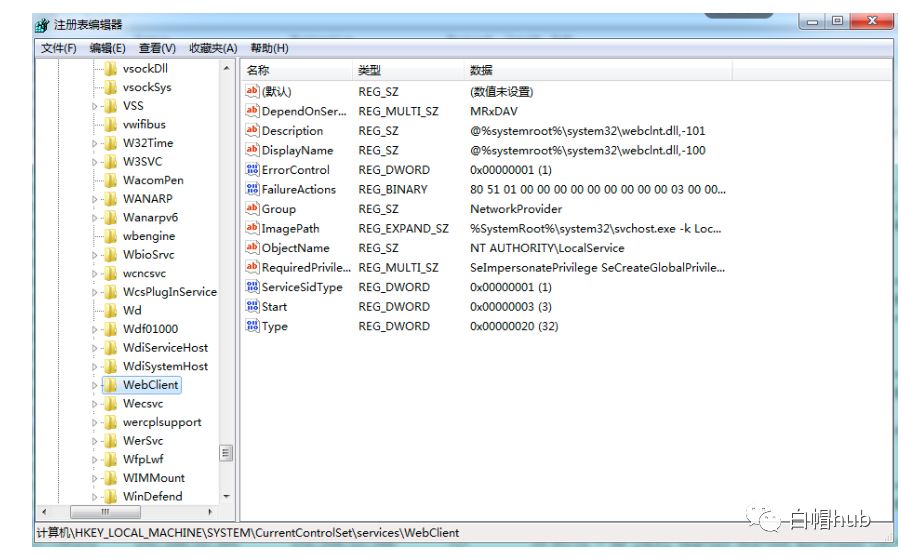 注册表编辑器
文件(F) 编辑(E) 查看(V) 收藏夹(A) 帮助(H)
vsockDll
vsockSys
VSS
vwifibus
W32Time
W3SVC
WacomPen
WANARP
Wanarpv6
wbengine
WbioSrvc
wcncsvc
WcsPlugInService
Wd
Wdf01000
WdiServiceHost
WdiSystemHost
WebClient
Wecsvc
wercplsupport
WerSvc
WfpLwf
WIMMount
WinDefend
名称 类型 数据
(默认) REG_SZ (数值未设置)
DependOnSer... REG_MULTI_SZ MRxDAV
Description REG_SZ @%systemroot%\system32\webclnt.dll,-101
DisplayName REG_SZ @%systemroot%\system32\webclnt.dll,-100
ErrorControl REG_DWORD 0x00000001 (1)
FailureActions REG_BINARY 80 51 01 00 00 00 00 00 00 00 00 00 03 00 00...
Group REG_SZ NetworkProvider
ImagePath REG_EXPAND_SZ %SystemRoot%\system32\svchost.exe -k Loc...
ObjectName REG_SZ NT AUTHORITY\LocalService
RequiredPrivile... REG_MULTI_SZ SeImpersonatePrivilege SeCreateGlobalPrivile...
ServiceSidType REG_DWORD 0x00000001 (1)
Start REG_DWORD 0x00000003 (3)
Type REG_DWORD 0x00000020 (32)
白帽hub
计算机\HKEY_LOCAL_MACHINE\SYSTEM\CurrentControlSet\services\WebClient